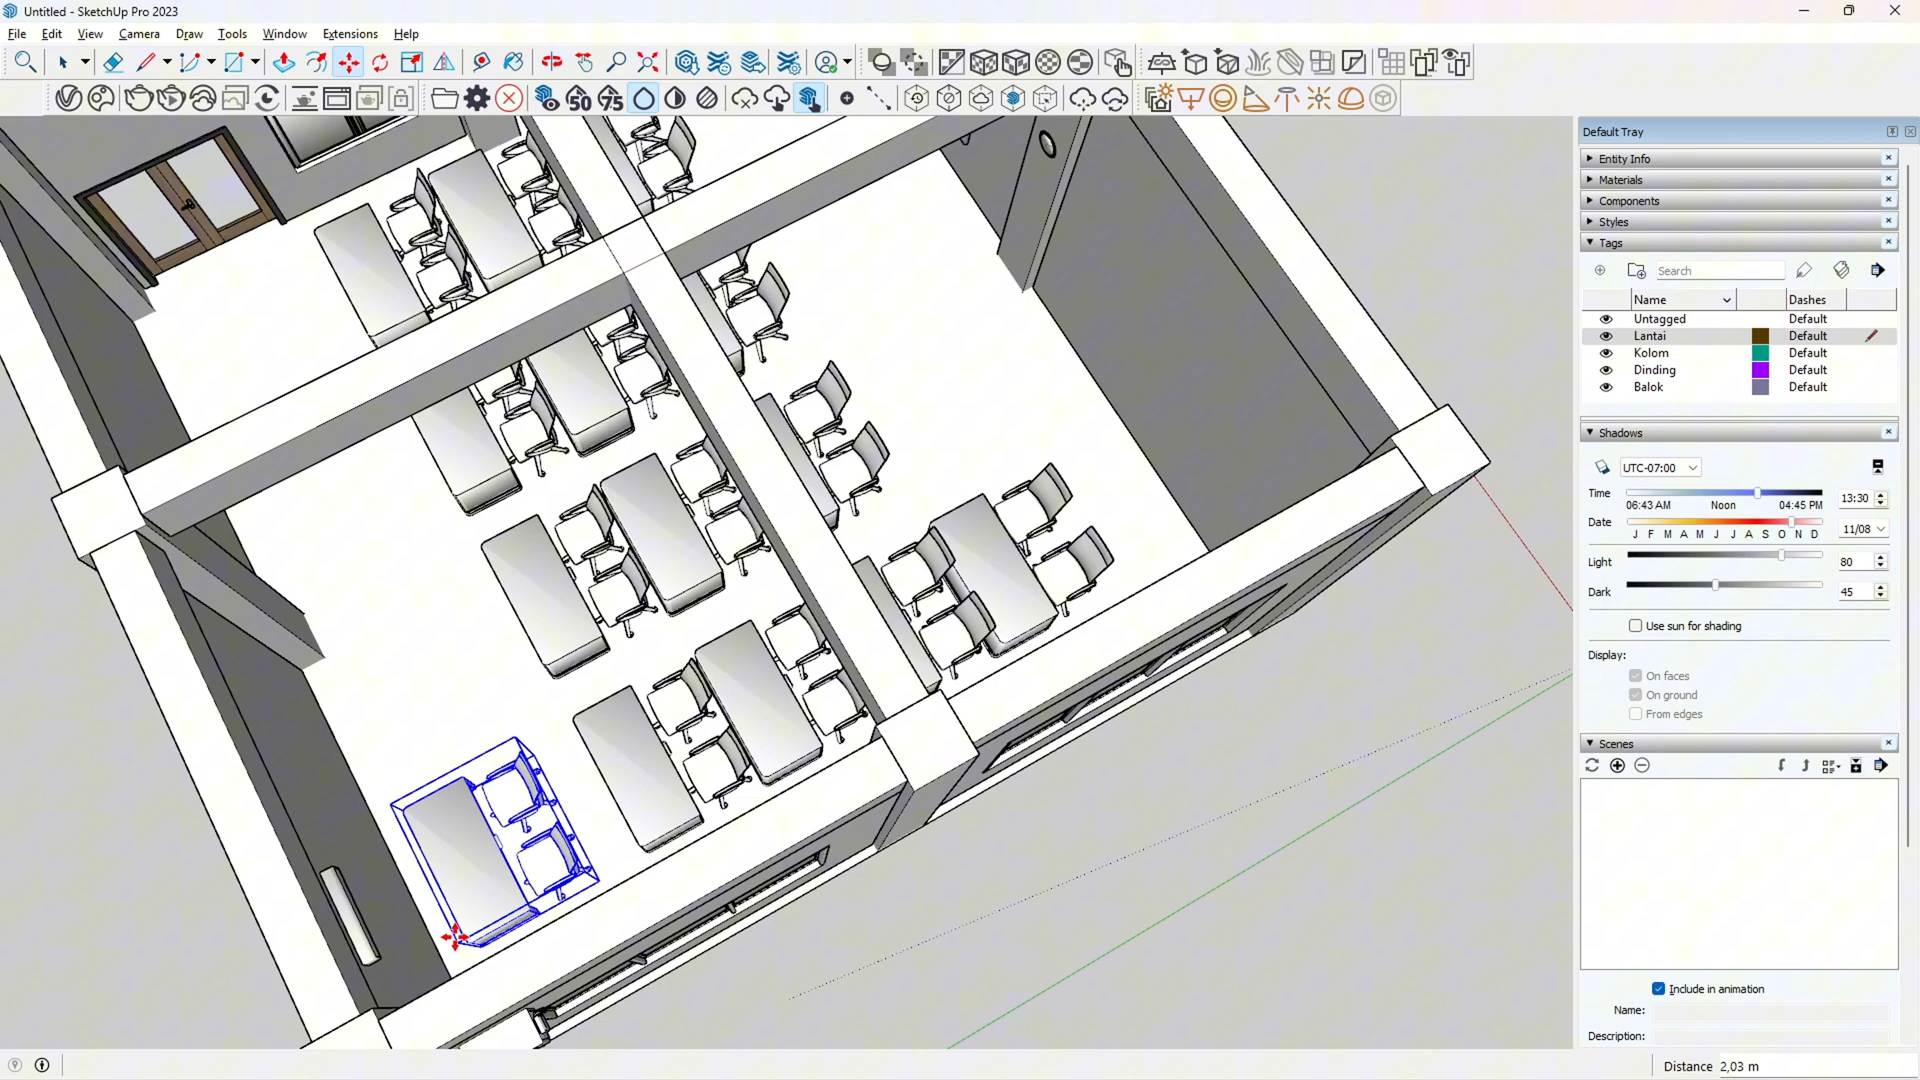 Untitled - SketchUp Pro 2023
File Edit View Camera Draw Tools Window Extensions Help
50 75
Default Tray
Entity Info
Materials
Components
Styles
Tags
Search
Name Dashes
Untagged Default
Lantai Default
Kolom Default
Dinding Default
Balok Default
Shadows
UTC-07:00
Time 13:30
06:43 AM Noon 04:45 PM
Date 11/08
J F M A M J J A S O N D
Light 80
Dark 45
Use sun for shading
Display:
On faces
On ground
From edges
Scenes
Include in animation
Name:
Description:
Distance 2,03 m